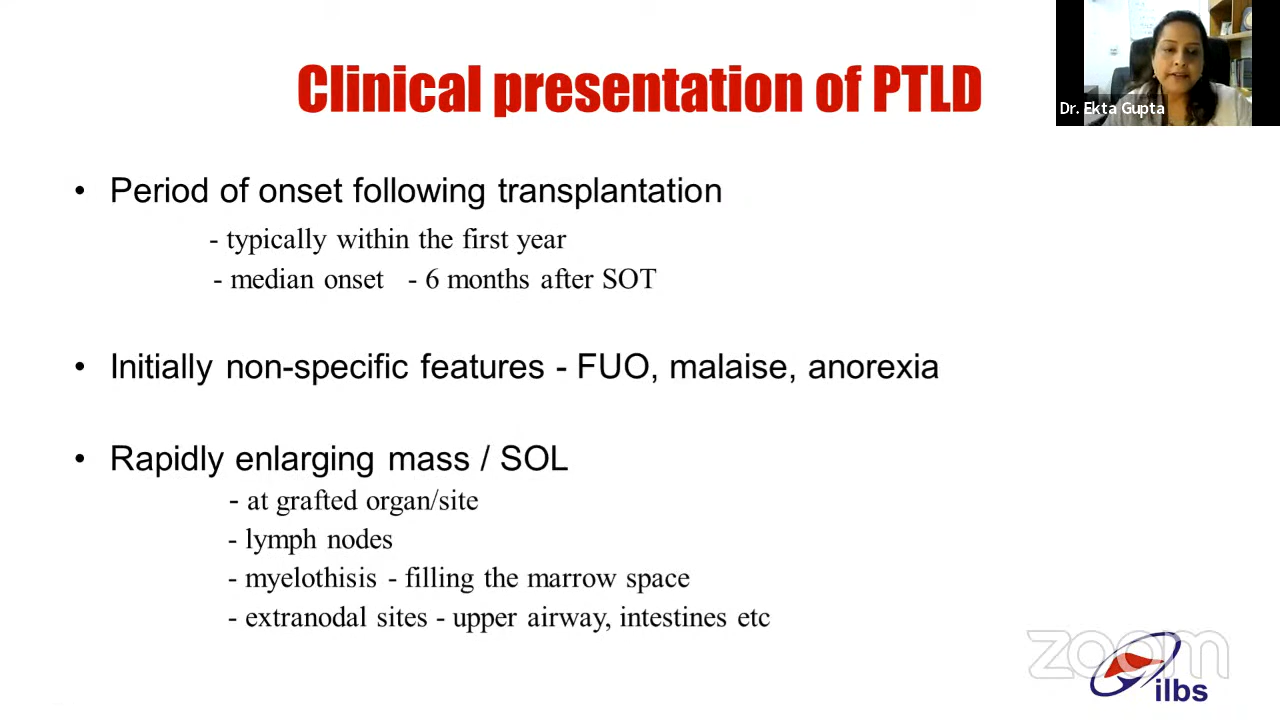 Clinical presentation of PTLD
Dr. Ekta Gupta
• Period of onset following transplantation
- typically within the first year
- median onset - 6 months after SOT
• Initially non-specific features - FUO, malaise, anorexia
• Rapidly enlarging mass / SOL
- at grafted organ/site
- lymph nodes
- myelothisis - filling the marrow space
- extranodal sites - upper airway, intestines etc
zoom
ilbs